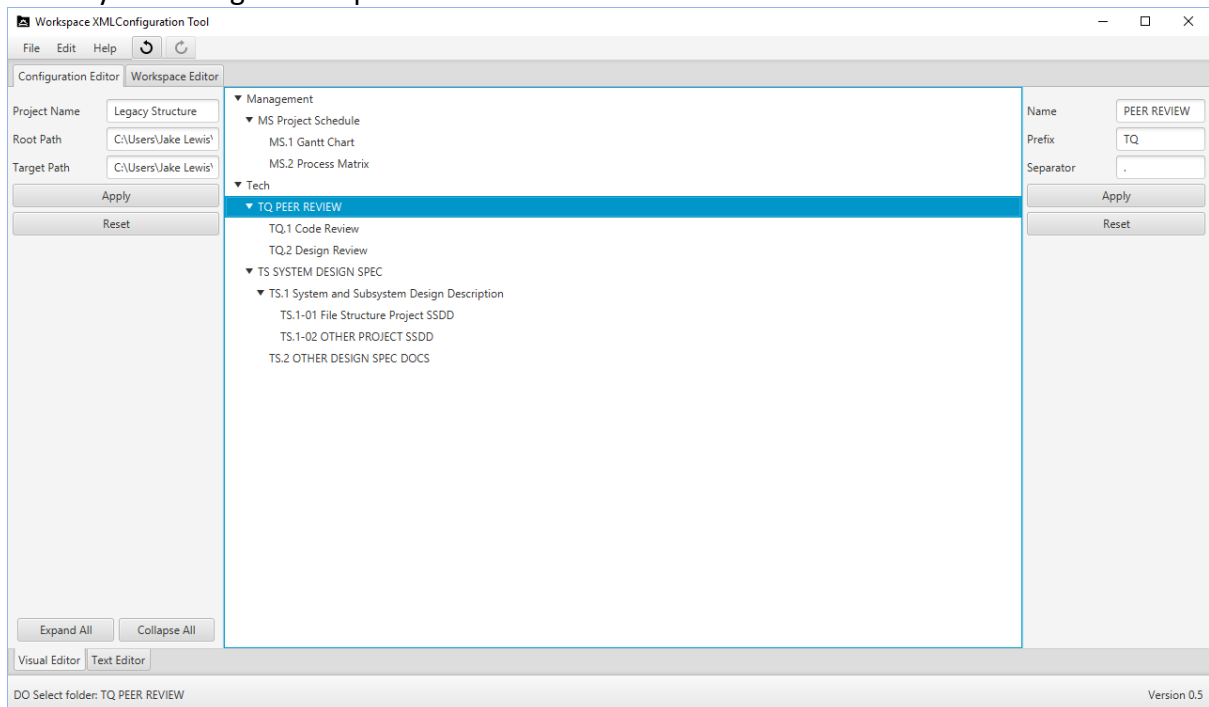 Workspace XMLConfiguration Tool
File Edit Help
Configuration Editor Workspace Editor
Project Name Legacy Structure
Root Path C:\Users\Jake Lewis\
Target Path C:\Users\Jake Lewis\
Apply
Reset
Management
MS Project Schedule
MS.1 Gantt Chart
MS.2 Process Matrix
Tech
TQ PEER REVIEW
TQ.1 Code Review
TQ.2 Design Review
TS SYSTEM DESIGN SPEC
TS.1 System and Subsystem Design Description
TS.1-01 File Structure Project SSDD
TS.1-02 OTHER PROJECT SSDD
TS.2 OTHER DESIGN SPEC DOCS
Name PEER REVIEW
Prefix TQ
Separator .
Apply
Reset
Expand All Collapse All
Visual Editor Text Editor
DO Select folder: TQ PEER REVIEW Version 0.5